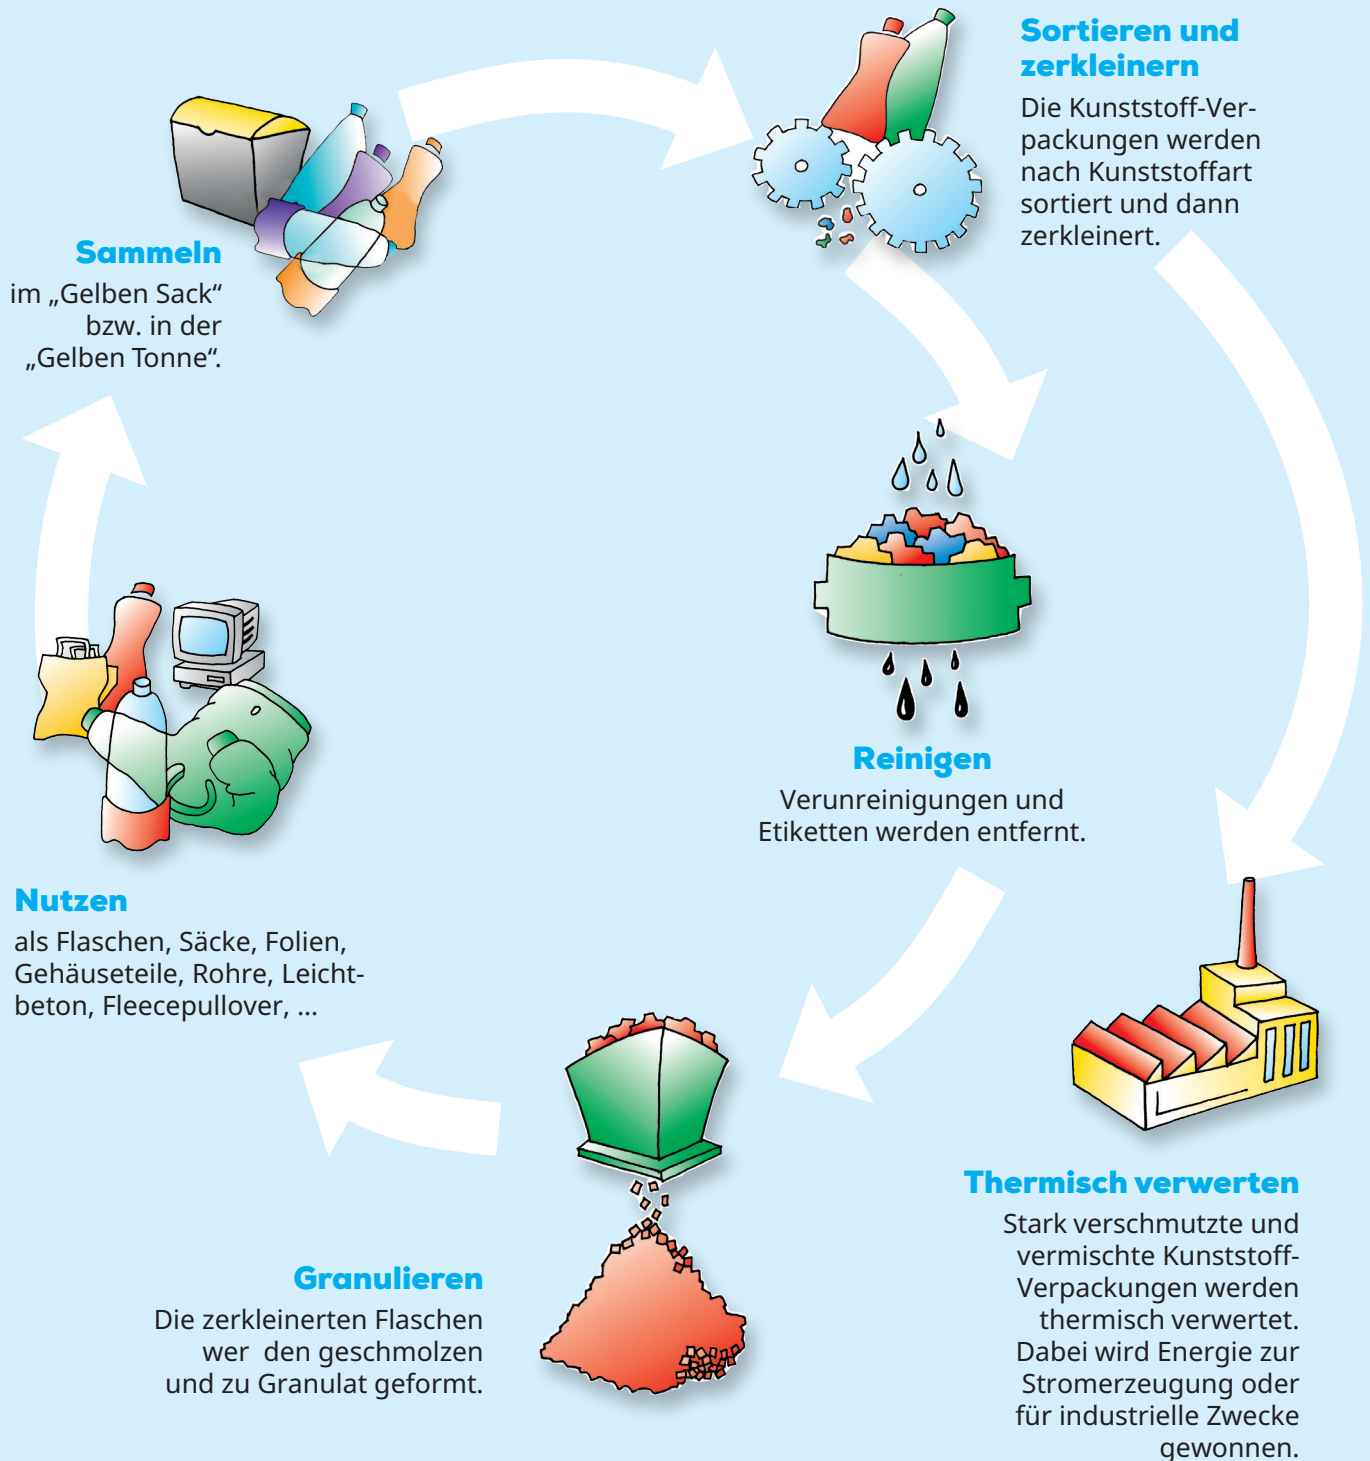 Sortieren und
zerkleinern
Die Kunststoff-Ver-
packungen werden
nach Kunststoffart
sortiert und dann
zerkleinert.
Sammeln
im „Gelben Sack“
bzw. in der
„Gelben Tonne“.
Reinigen
Verunreinigungen und
Etiketten werden entfernt.
Nutzen
als Flaschen, Säcke, Folien,
Gehäuseteile, Rohre, Leicht-
beton, Fleecepullover, ...
Thermisch verwerten
Stark verschmutzte und
vermischte Kunststoff-
Verpackungen werden
thermisch verwertet.
Dabei wird Energie zur
Stromerzeugung oder
für industrielle Zwecke
gewonnen.
Granulieren
Die zerkleinerten Flaschen
wer  den geschmolzen
und zu Granulat geformt.